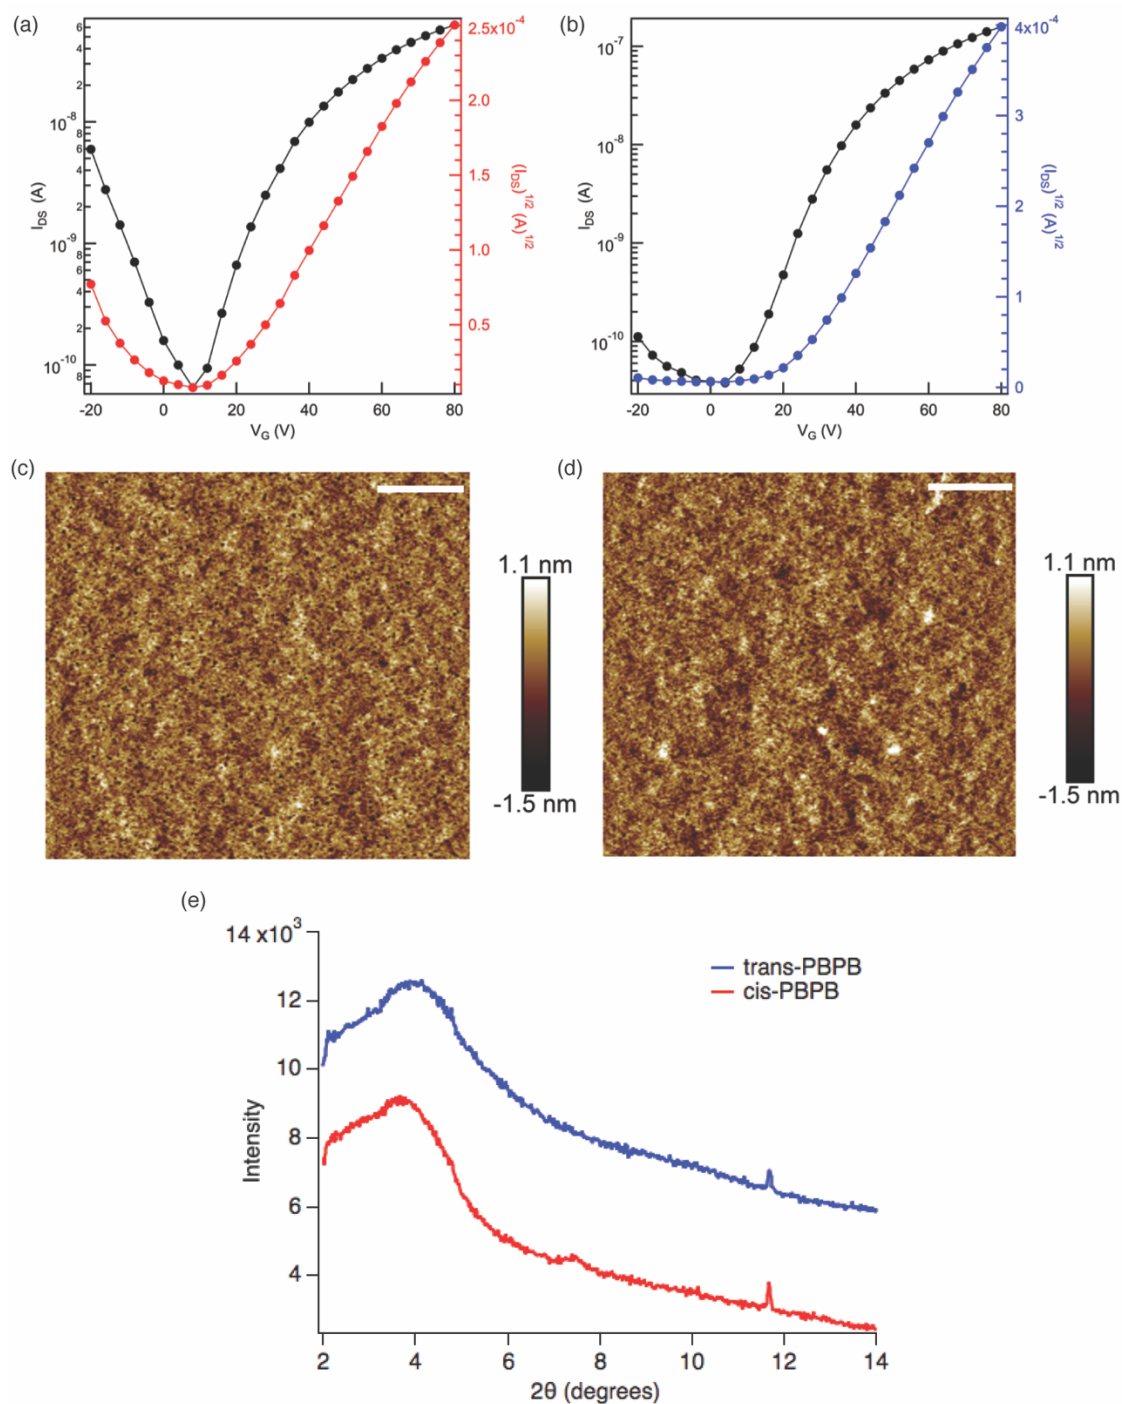 (a)
6
4
2
10⁻⁸
8
6
4
2
10⁻⁹
8
6
4
2
10⁻¹⁰
8
I_DS (A)
-20 0 20 40 60 80
V_G (V)
2.5x10⁻⁴
2.0
1.5
1.0
0.5
(I_DS)^1/2 (A)^1/2
(b)
10⁻⁷
10⁻⁸
10⁻⁹
10⁻¹⁰
I_DS (A)
-20 0 20 40 60 80
V_G (V)
4x10⁻⁴
3
2
1
0
(I_DS)^1/2 (A)^1/2
(c)
1.1 nm
-1.5 nm
(d)
1.1 nm
-1.5 nm
(e)
14 x10³
12
10
8
6
4
Intensity
trans-PBPB
cis-PBPB
2 4 6 8 10 12 14
2θ (degrees)